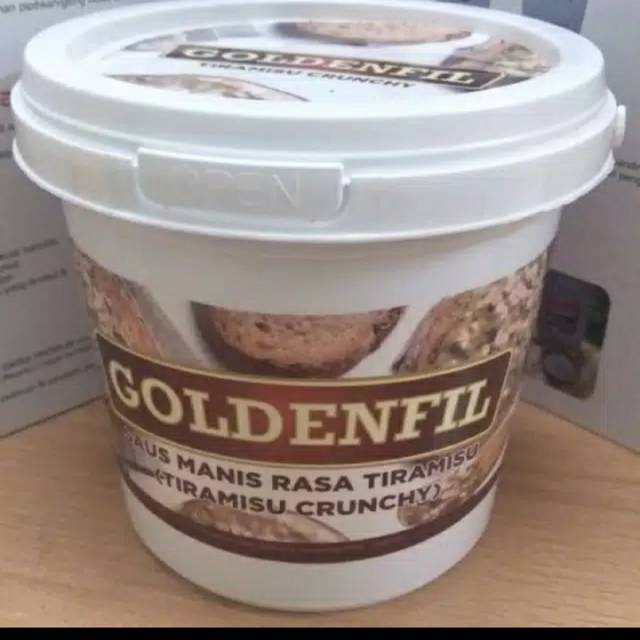 GOLDENFIL
TIRAMISU CRUNCHY
OPEN
GOLDENFIL
SAUS MANIS RASA TIRAMISU
(TIRAMISU CRUNCHY)